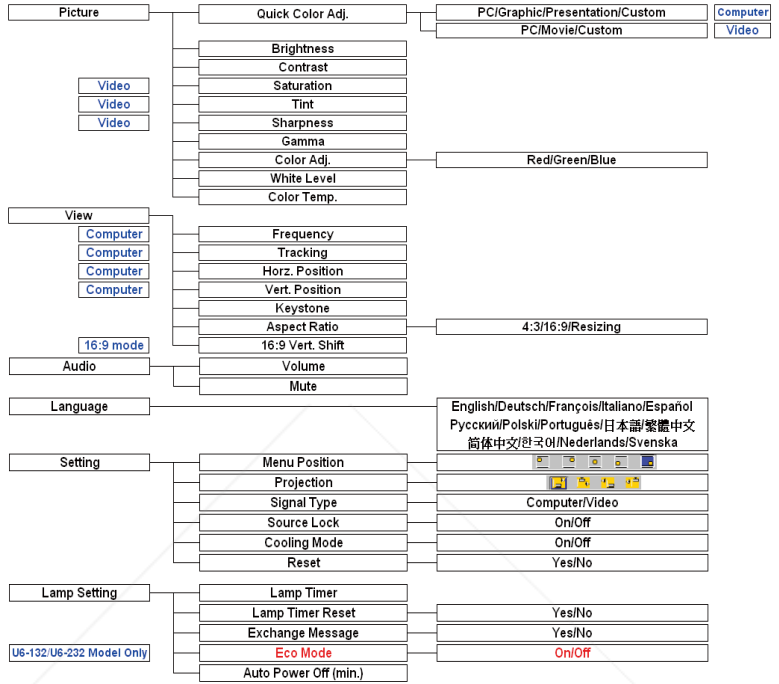 Picture
Quick Color Adj.
PC/Graphic/Presentation/Custom
Computer
PC/Movie/Custom
Video
Brightness
Contrast
Video
Saturation
Video
Tint
Video
Sharpness
Gamma
Color Adj.
Red/Green/Blue
White Level
Color Temp.
View
Computer
Frequency
Computer
Tracking
Computer
Horz. Position
Computer
Vert. Position
Keystone
Aspect Ratio
4:3/16:9/Resizing
16:9 mode
16:9 Vert. Shift
Audio
Volume
Mute
Language
English/Deutsch/François/Italiano/Español
Русский/Polski/Português/日本語/繁體中文
简体中文/한국어/Nederlands/Svenska
Setting
Menu Position
Projection
Signal Type
Computer/Video
Source Lock
On/Off
Cooling Mode
On/Off
Reset
Yes/No
Lamp Setting
Lamp Timer
Lamp Timer Reset
Yes/No
Exchange Message
Yes/No
U6-132/U6-232 Model Only
Eco Mode
On/Off
Auto Power Off (min.)